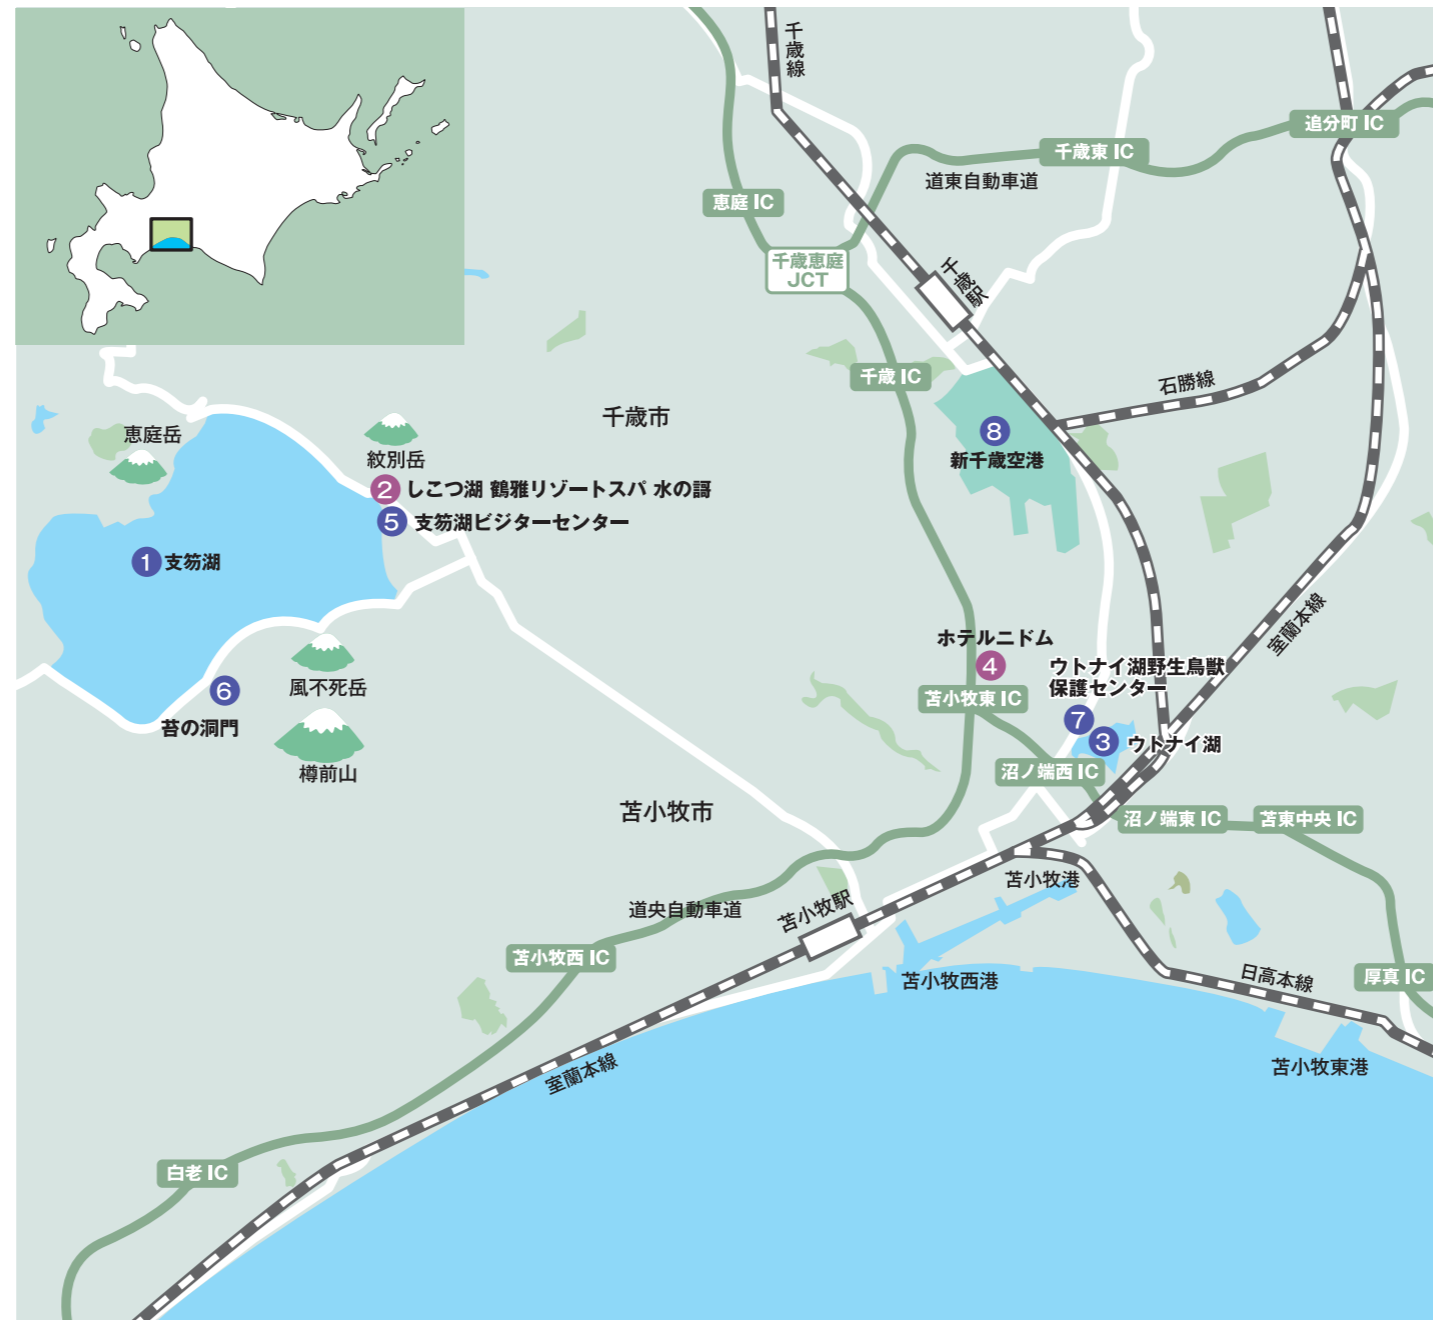 千歳線
追分町 IC
千歳東 IC
道東自動車道
恵庭 IC
千歳恵庭
JCT
千歳駅
千歳 IC
石勝線
千歳市
恵庭岳
紋別岳
⑧
新千歳空港
② しこつ湖 鶴雅リゾートスパ 水の謌
⑤ 支笏湖ビジターセンター
① 支笏湖
室蘭本線
ホテルニドム
④
ウトナイ湖野生鳥獣
保護センター
⑥
風不死岳
苔の洞門
苫小牧東 IC
⑦
③ ウトナイ湖
樽前山
沼ノ端西 IC
苫小牧市
沼ノ端東 IC
苫東中央 IC
苫小牧港
道央自動車道
苫小牧駅
苫小牧西 IC
苫小牧西港
日高本線
厚真 IC
室蘭本線
苫小牧東港
白老 IC